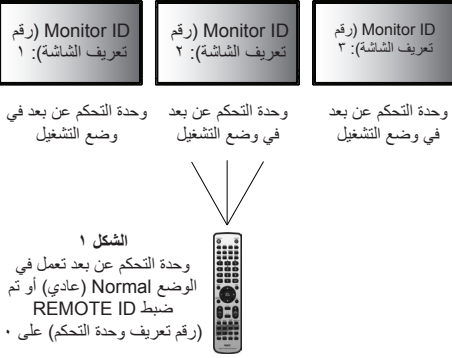 Monitor ID (رقم
تعريف الشاشة): ١
Monitor ID (رقم
تعريف الشاشة): ٢
Monitor ID (رقم
تعريف الشاشة): ٣
وحدة التحكم عن بعد في
وضع التشغيل
وحدة التحكم عن بعد
في وضع التشغيل
وحدة التحكم عن بعد
في وضع التشغيل
الشكل ١
وحدة التحكم عن بعد تعمل في
الوضع Normal (عادي) أو تم
ضبط REMOTE ID
(رقم تعريف وحدة التحكم) على ٠